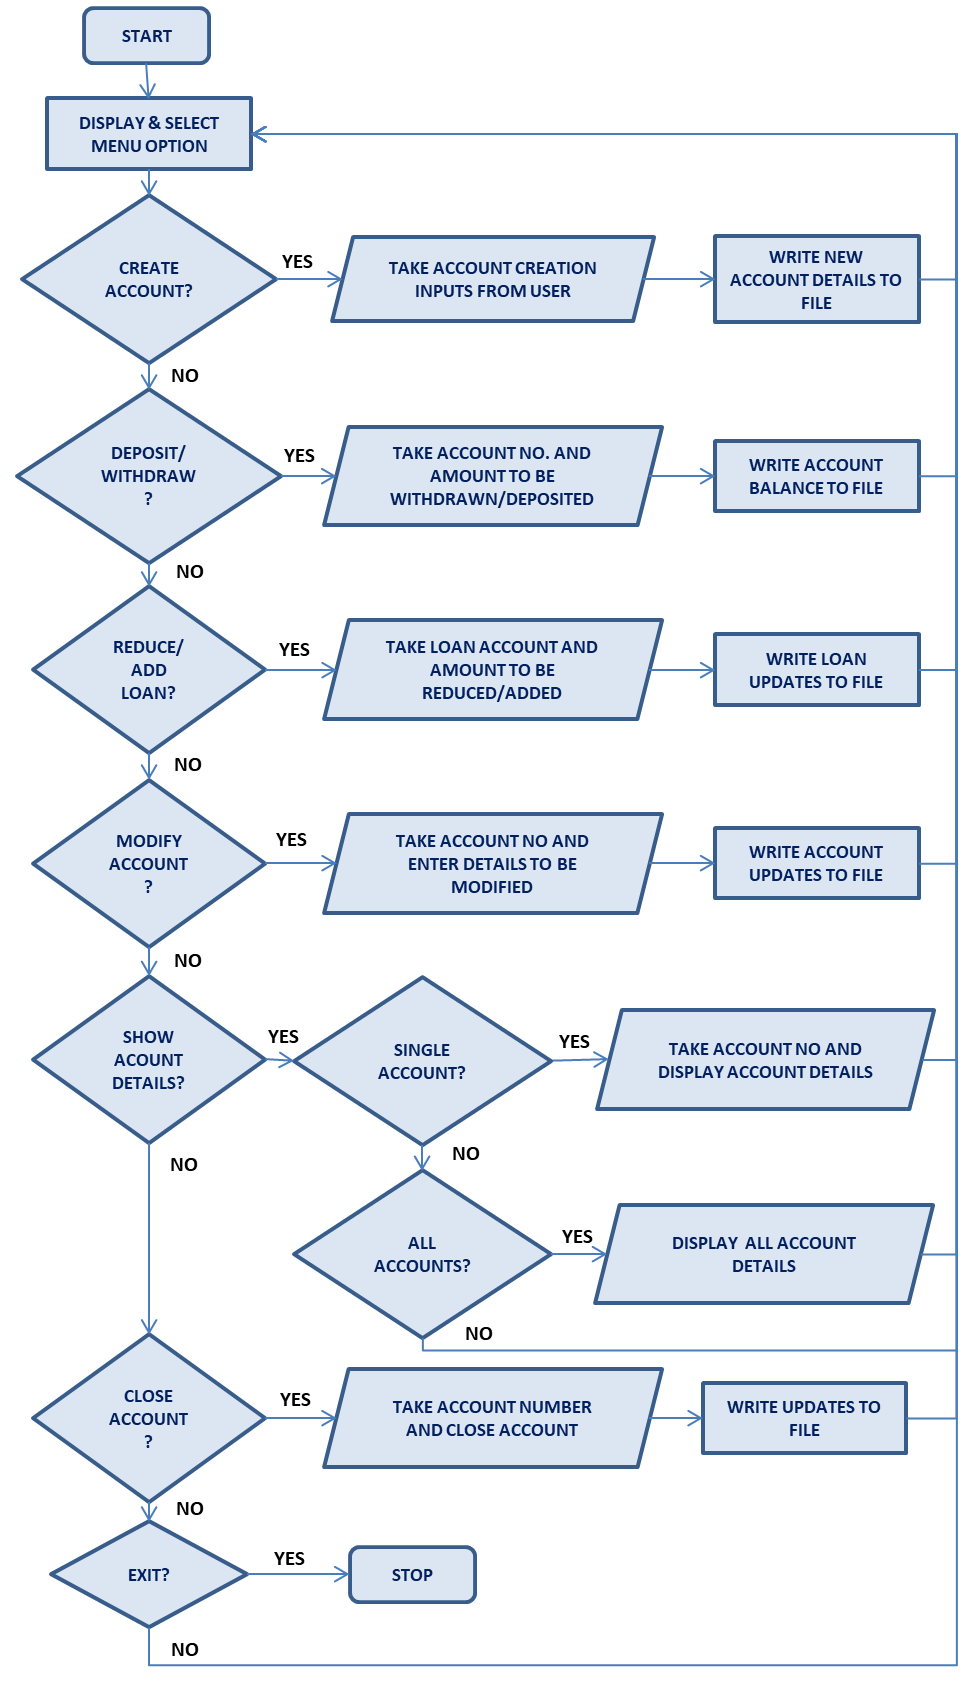 START
DISPLAY & SELECT
MENU OPTION
CREATE
ACCOUNT?
YES
TAKE ACCOUNT CREATION
INPUTS FROM USER
WRITE NEW
ACCOUNT DETAILS TO
FILE
NO
DEPOSIT/
WITHDRAW
?
YES
TAKE ACCOUNT NO. AND
AMOUNT TO BE
WITHDRAWN/DEPOSITED
WRITE ACCOUNT
BALANCE TO FILE
NO
REDUCE/
ADD
LOAN?
YES
TAKE LOAN ACCOUNT AND
AMOUNT TO BE
REDUCED/ADDED
WRITE LOAN
UPDATES TO FILE
NO
MODIFY
ACCOUNT
?
YES
TAKE ACCOUNT NO AND
ENTER DETAILS TO BE
MODIFIED
WRITE ACCOUNT
UPDATES TO FILE
NO
SHOW
ACOUNT
DETAILS?
YES
SINGLE
ACCOUNT?
YES
TAKE ACCOUNT NO AND
DISPLAY ACCOUNT DETAILS
NO
NO
ALL
ACCOUNTS?
YES
DISPLAY ALL ACCOUNT
DETAILS
NO
CLOSE
ACCOUNT
?
YES
TAKE ACCOUNT NUMBER
AND CLOSE ACCOUNT
WRITE UPDATES TO
FILE
NO
EXIT?
YES
STOP
NO